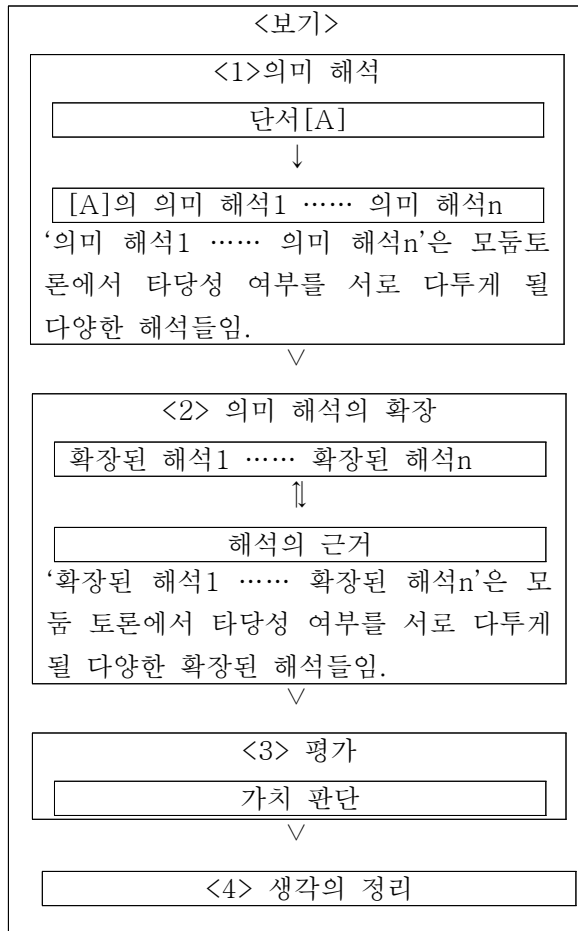 <보기>
<1>의미 해석
단서[A]
↓
[A]의 의미 해석1 …… 의미 해석n
‘의미 해석1 …… 의미 해석n’은 모둠토
론에서 타당성 여부를 서로 다투게 될
다양한 해석들임.
∨
<2> 의미 해석의 확장
확장된 해석1 …… 확장된 해석n
⇅
해석의 근거
‘확장된 해석1 …… 확장된 해석n’은 모
둠 토론에서 타당성 여부를 서로 다투게
될 다양한 확장된 해석들임.
∨
<3> 평가
가치 판단
∨
<4> 생각의 정리